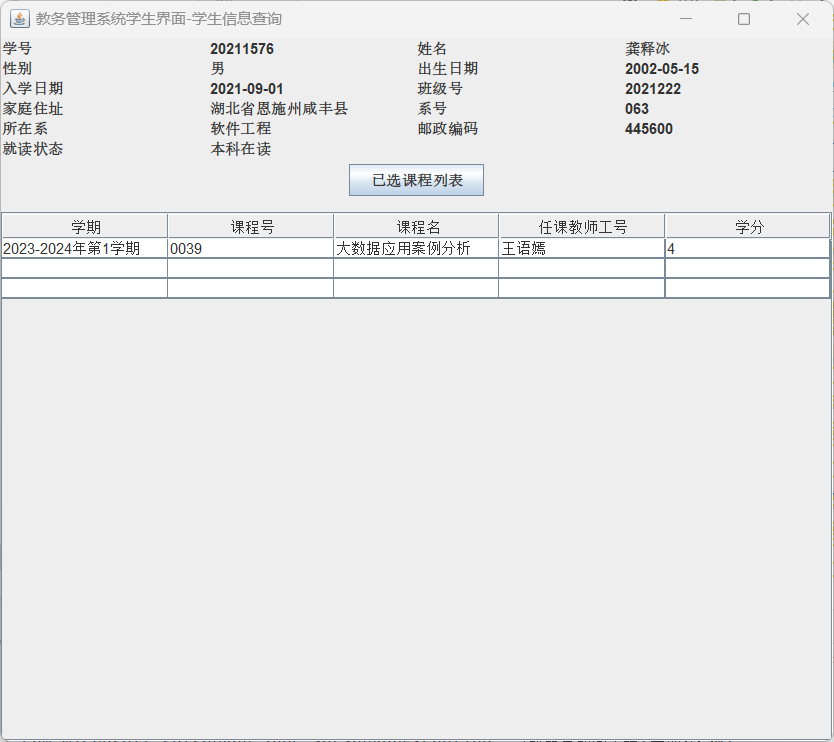 教务管理系统学生界面-学生信息查询
学号 20211576 姓名 龚释冰
性别 男 出生日期 2002-05-15
入学日期 2021-09-01 班级号 2021222
家庭住址 湖北省恩施州咸丰县 系号 063
所在系 软件工程 邮政编码 445600
就读状态 本科在读
已选课程列表
学期 课程号 课程名 任课教师工号 学分
2023-2024年第1学期 0039 大数据应用案例分析 王语嫣 4